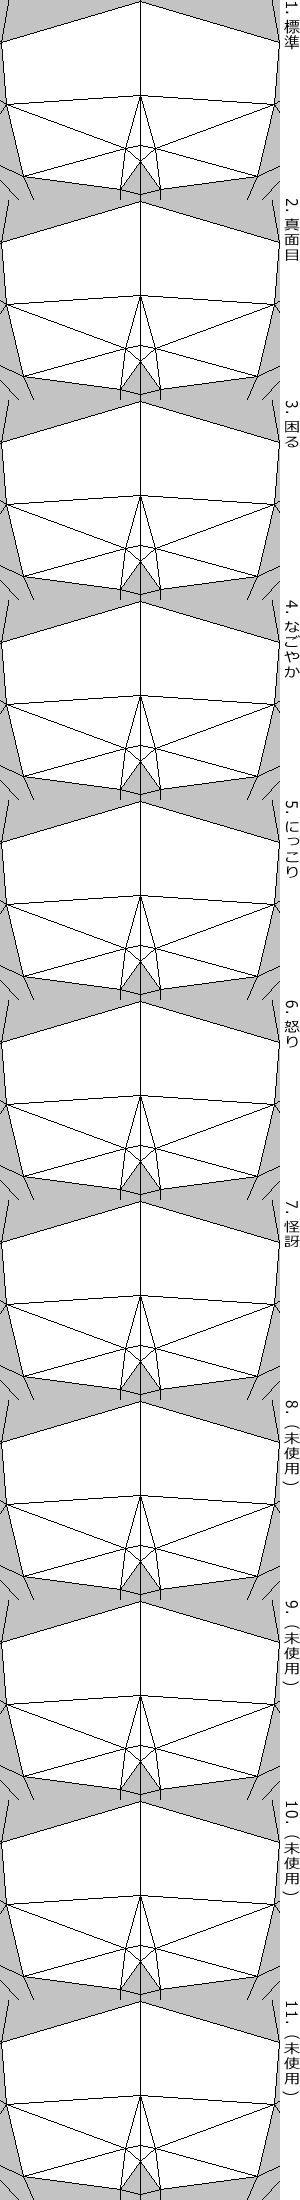 1. 標準
2. 真面目
3. 困る
4. なごやか
5. にっこり
6. 怒り
7. 怪訝
8. (未使用)
9. (未使用)
10. (未使用)
11. (未使用)